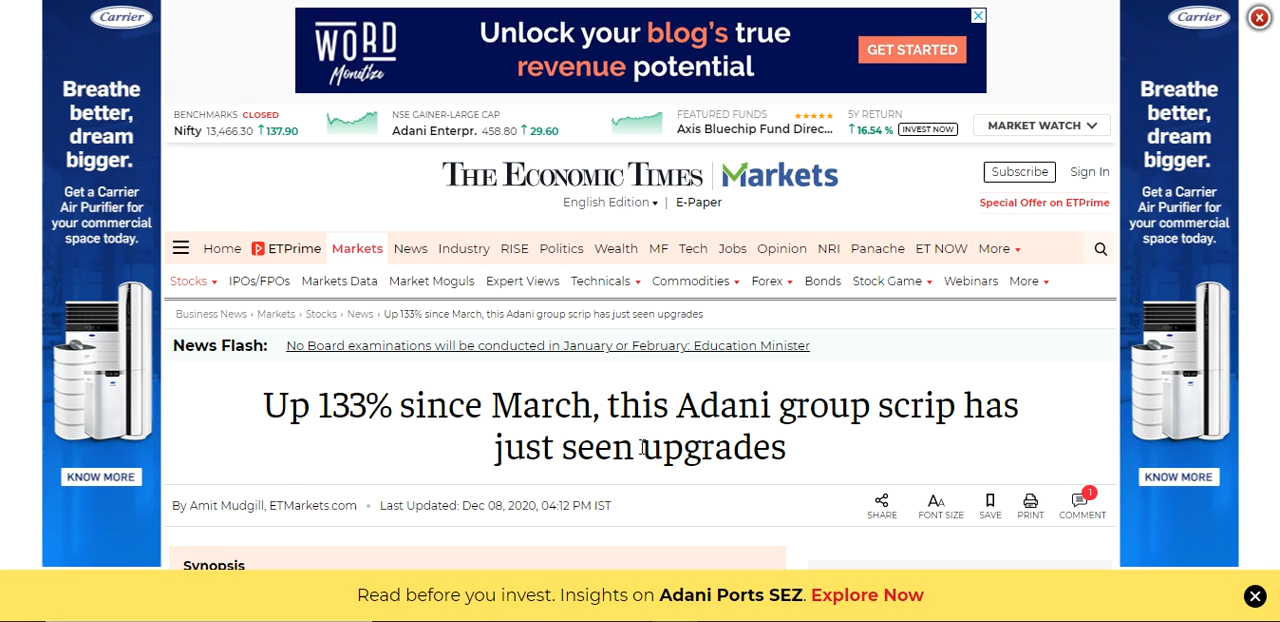 Carrier
Breathe
better,
dream
bigger.
Get a Carrier
Air Purifier for
your commercial
space today.
KNOW MORE
WORD
Monetize
Unlock your blog's true
revenue potential
GET STARTED
BENCHMARKS CLOSED
Nifty 13,466.30 ↑137.90
NSE GAINER-LARGE CAP
Adani Enterpr. 458.80 ↑ 29.60
FEATURED FUNDS ★★★★★
Axis Bluechip Fund Direc...
5Y RETURN
↑16.54 % INVEST NOW
MARKET WATCH
THE ECONOMIC TIMES | Markets
English Edition ▾ | E-Paper
Subscribe Sign In
Special Offer on ETPrime
Home ETPrime Markets News Industry RISE Politics Wealth MF Tech Jobs Opinion NRI Panache ET NOW More ▾
Stocks ▾ IPOs/FPOs Markets Data Market Moguls Expert Views Technicals ▾ Commodities ▾ Forex ▾ Bonds Stock Game ▾ Webinars More ▾
Business News › Markets › Stocks › News › Up 133% since March, this Adani group scrip has just seen upgrades
News Flash: No Board examinations will be conducted in January or February: Education Minister
Up 133% since March, this Adani group scrip has
just seen upgrades
By Amit Mudgill, ETMarkets.com • Last Updated: Dec 08, 2020, 04:12 PM IST
SHARE FONT SIZE SAVE PRINT COMMENT
1
Synopsis
Read before you invest. Insights on Adani Ports SEZ. Explore Now
Carrier
Breathe
better,
dream
bigger.
Get a Carrier
Air Purifier for
your commercial
space today.
KNOW MORE